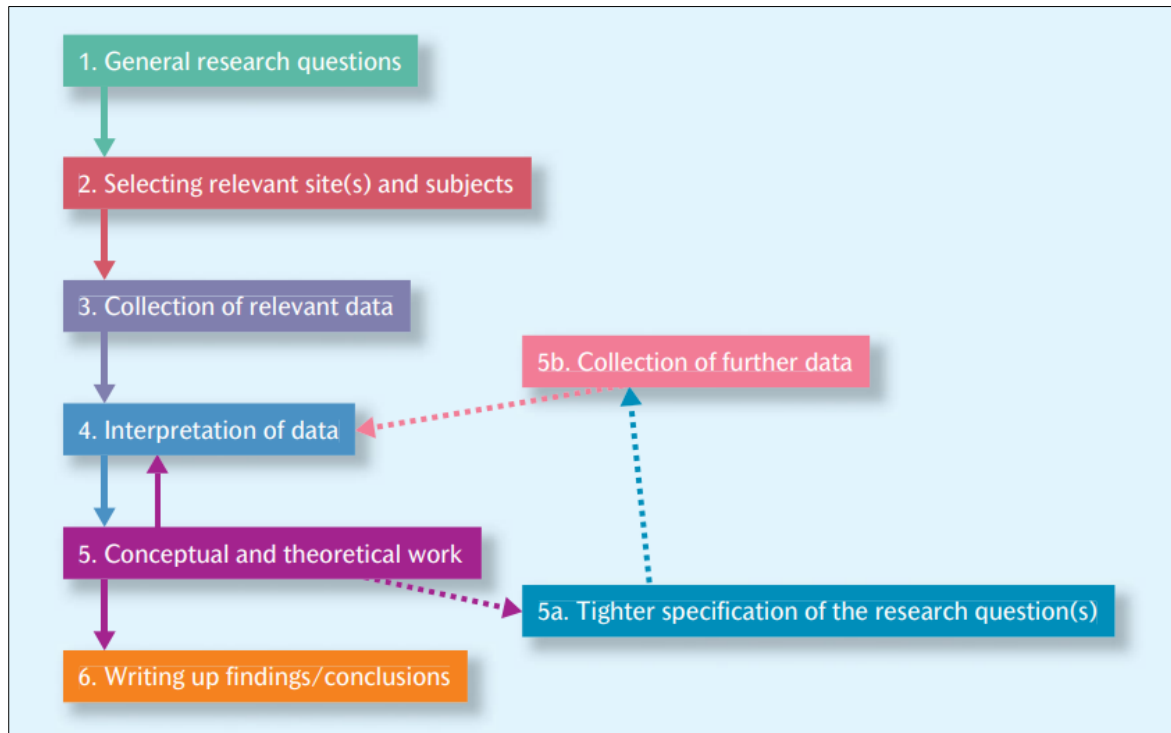 1. General research questions
2. Selecting relevant site(s) and subjects
3. Collection of relevant data
5b. Collection of further data
4. Interpretation of data
5. Conceptual and theoretical work
5a. Tighter specification of the research question(s)
6. Writing up findings/conclusions